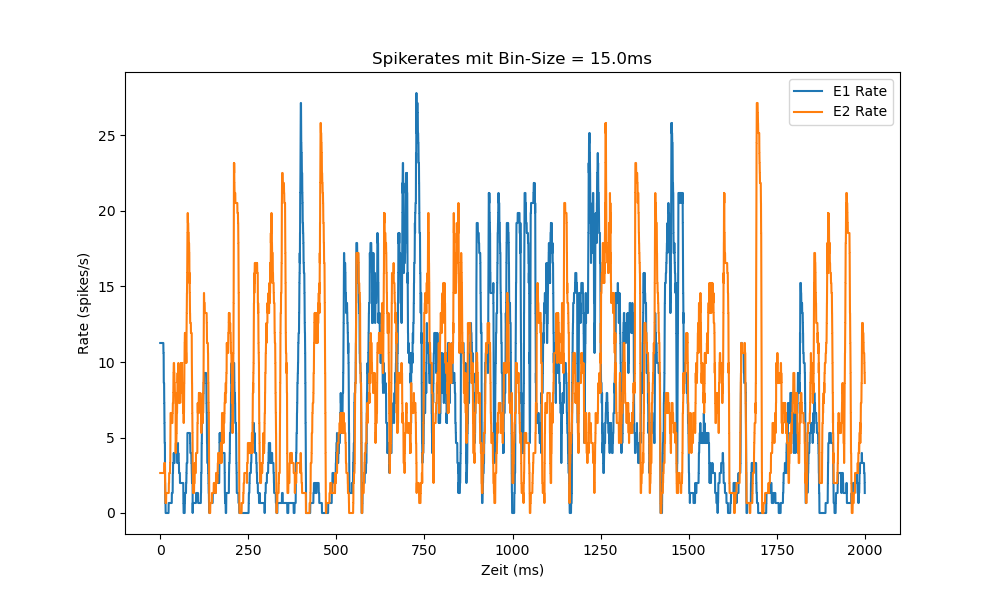 Spikerates mit Bin-Size = 15.0ms
E1 Rate
E2 Rate
25
20
15
10
5
0
Rate (spikes/s)
0 250 500 750 1000 1250 1500 1750 2000
Zeit (ms)